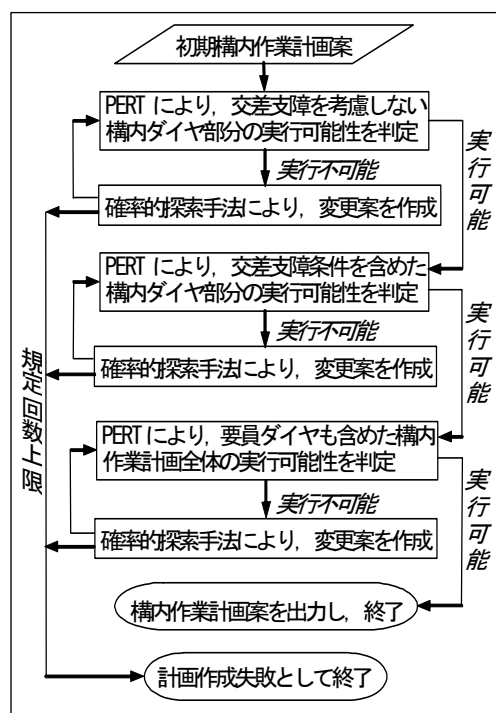 初期構内作業計画案
PERT により，交差支障を考慮しない
構内ダイヤ部分の実行可能性を判定
実行可能
実行不可能
確率的探索手法により，変更案を作成
PERT により，交差支障条件を含めた
構内ダイヤ部分の実行可能性を判定
実行可能
実行不可能
確率的探索手法により，変更案を作成
規定回数上限
PERT により，要員ダイヤも含めた構内
作業計画全体の実行可能性を判定
実行可能
実行不可能
確率的探索手法により，変更案を作成
構内作業計画案を出力し，終了
計画作成失敗として終了